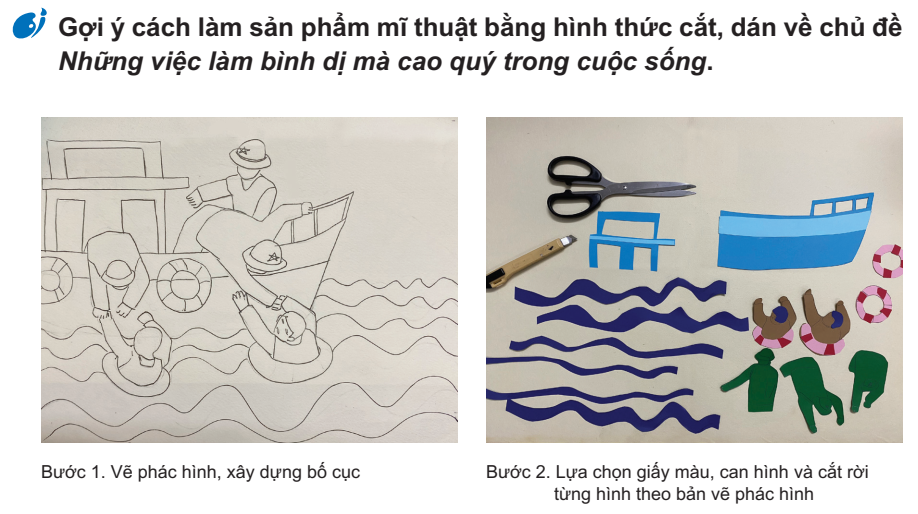 Gợi ý cách làm sản phẩm mĩ thuật bằng hình thức cắt, dán về chủ đề
Những việc làm bình dị mà cao quý trong cuộc sống.
Bước 1. Vẽ phác hình, xây dựng bố cục
Bước 2. Lựa chọn giấy màu, can hình và cắt rời
từng hình theo bản vẽ phác hình